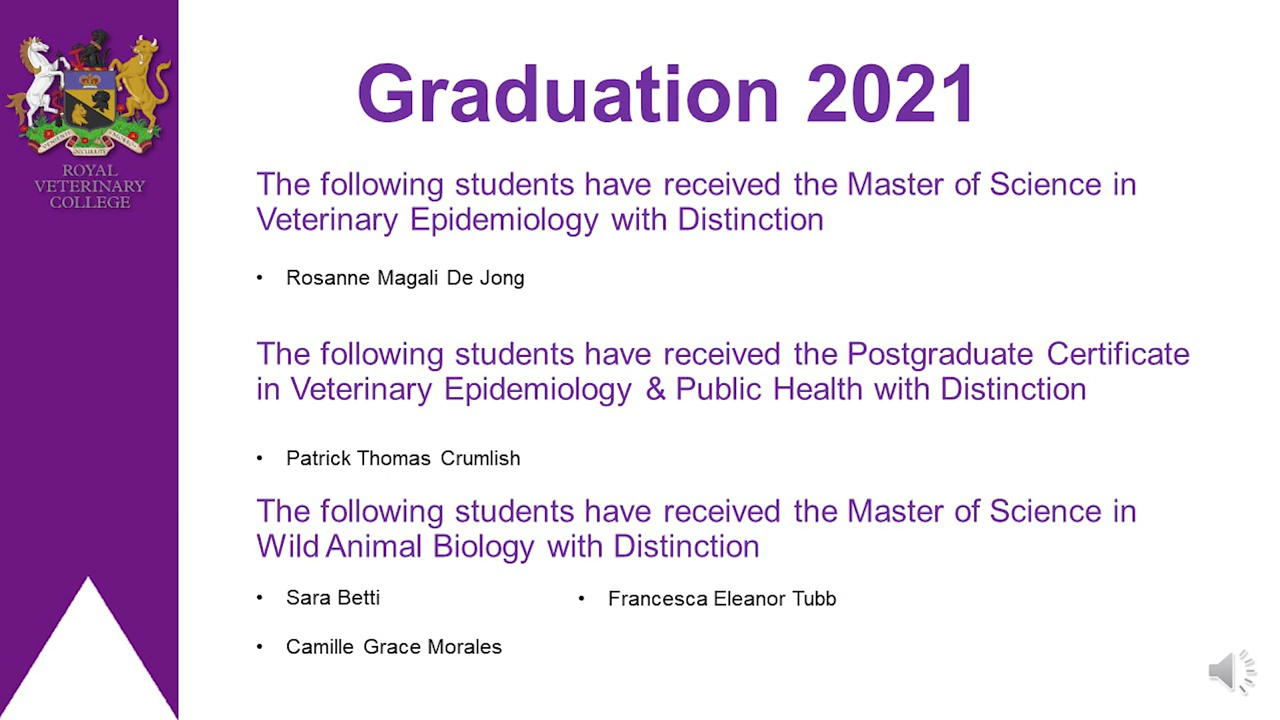 ROYAL
VETERINARY
COLLEGE
Graduation 2021
The following students have received the Master of Science in
Veterinary Epidemiology with Distinction
• Rosanne Magali De Jong
The following students have received the Postgraduate Certificate
in Veterinary Epidemiology & Public Health with Distinction
• Patrick Thomas Crumlish
The following students have received the Master of Science in
Wild Animal Biology with Distinction
• Sara Betti
• Francesca Eleanor Tubb
• Camille Grace Morales